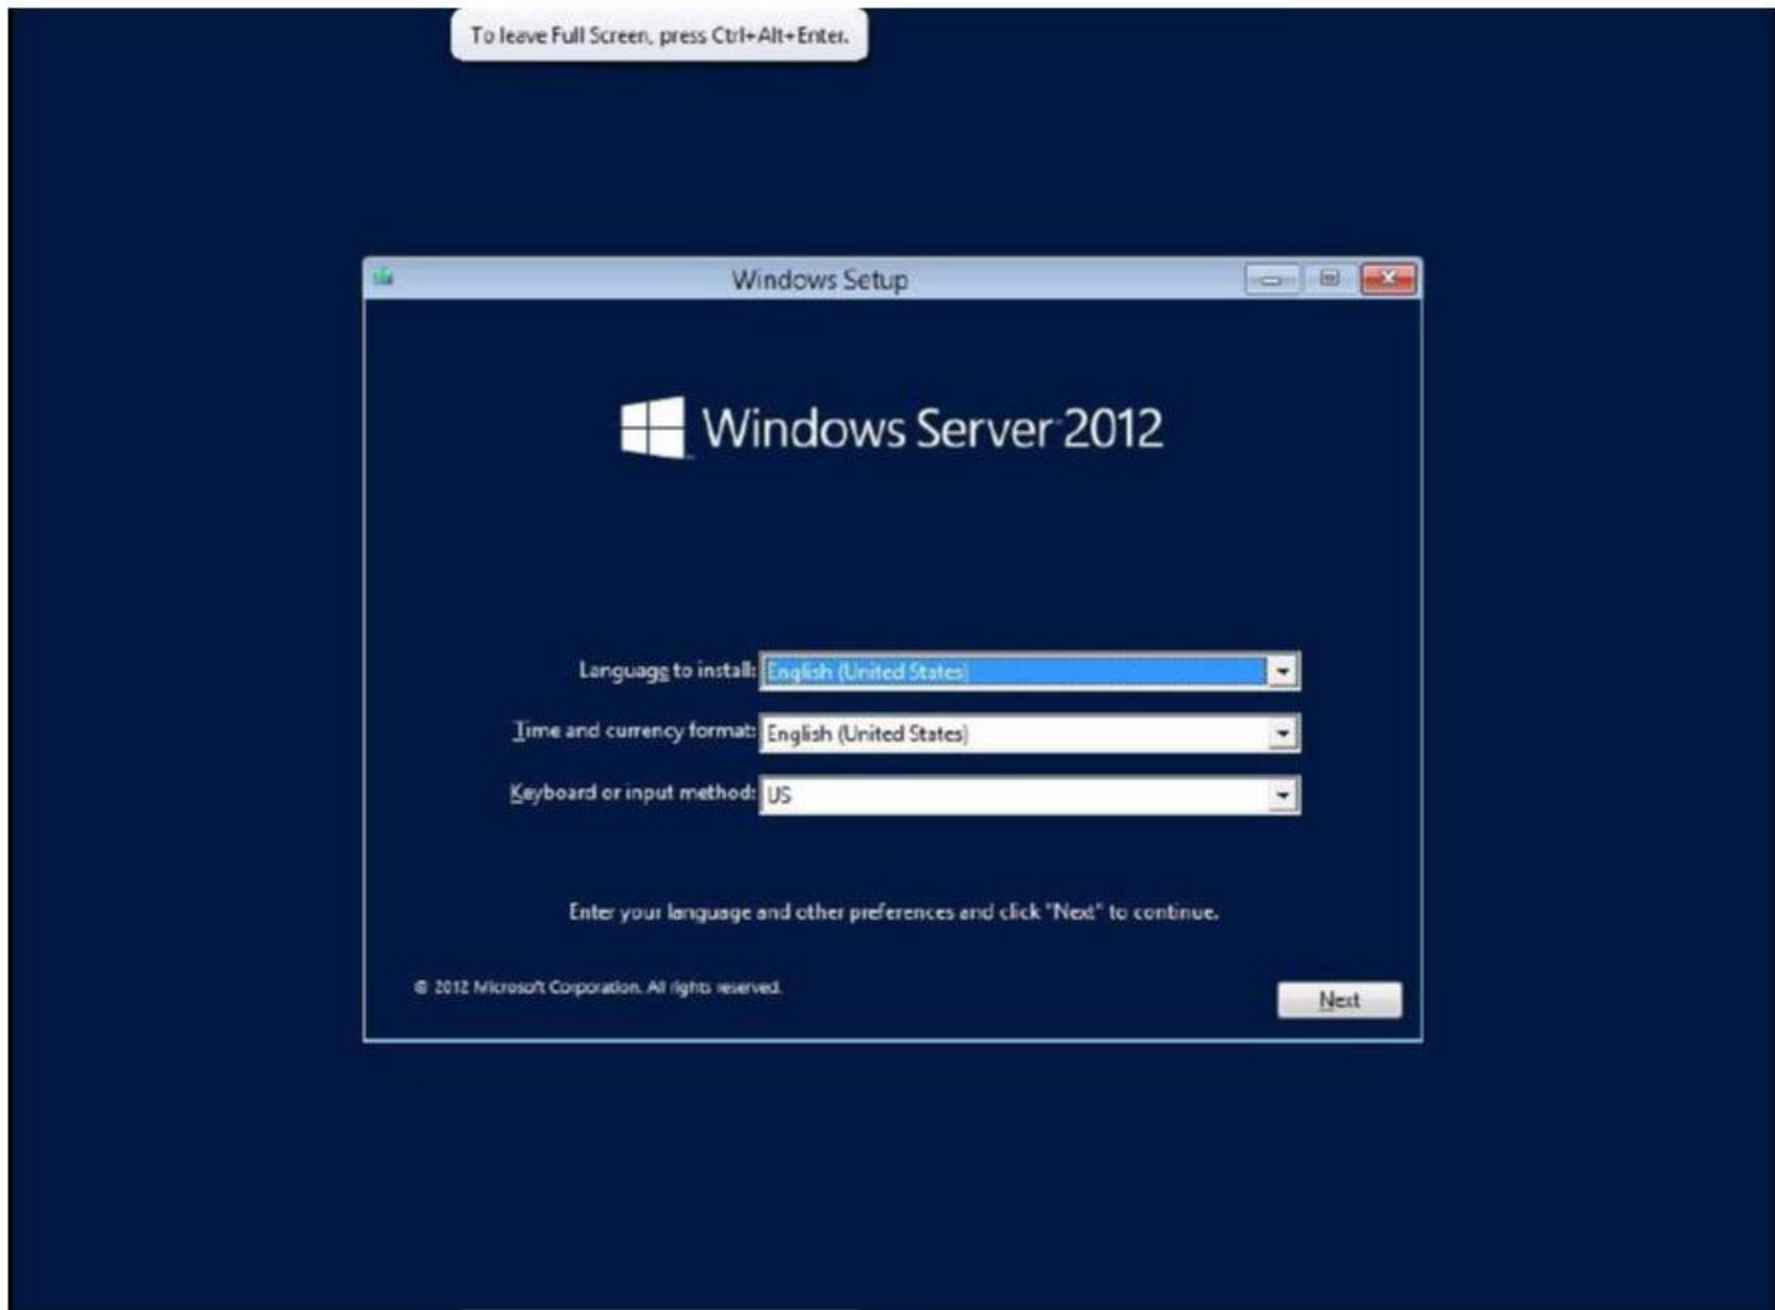 To leave Full Screen, press Ctrl+Alt+Enter.
Windows Setup
Windows Server 2012
Language to install: English (United States)
Time and currency format: English (United States)
Keyboard or input method: US
Enter your language and other preferences and click "Next" to continue.
© 2012 Microsoft Corporation. All rights reserved.
Next